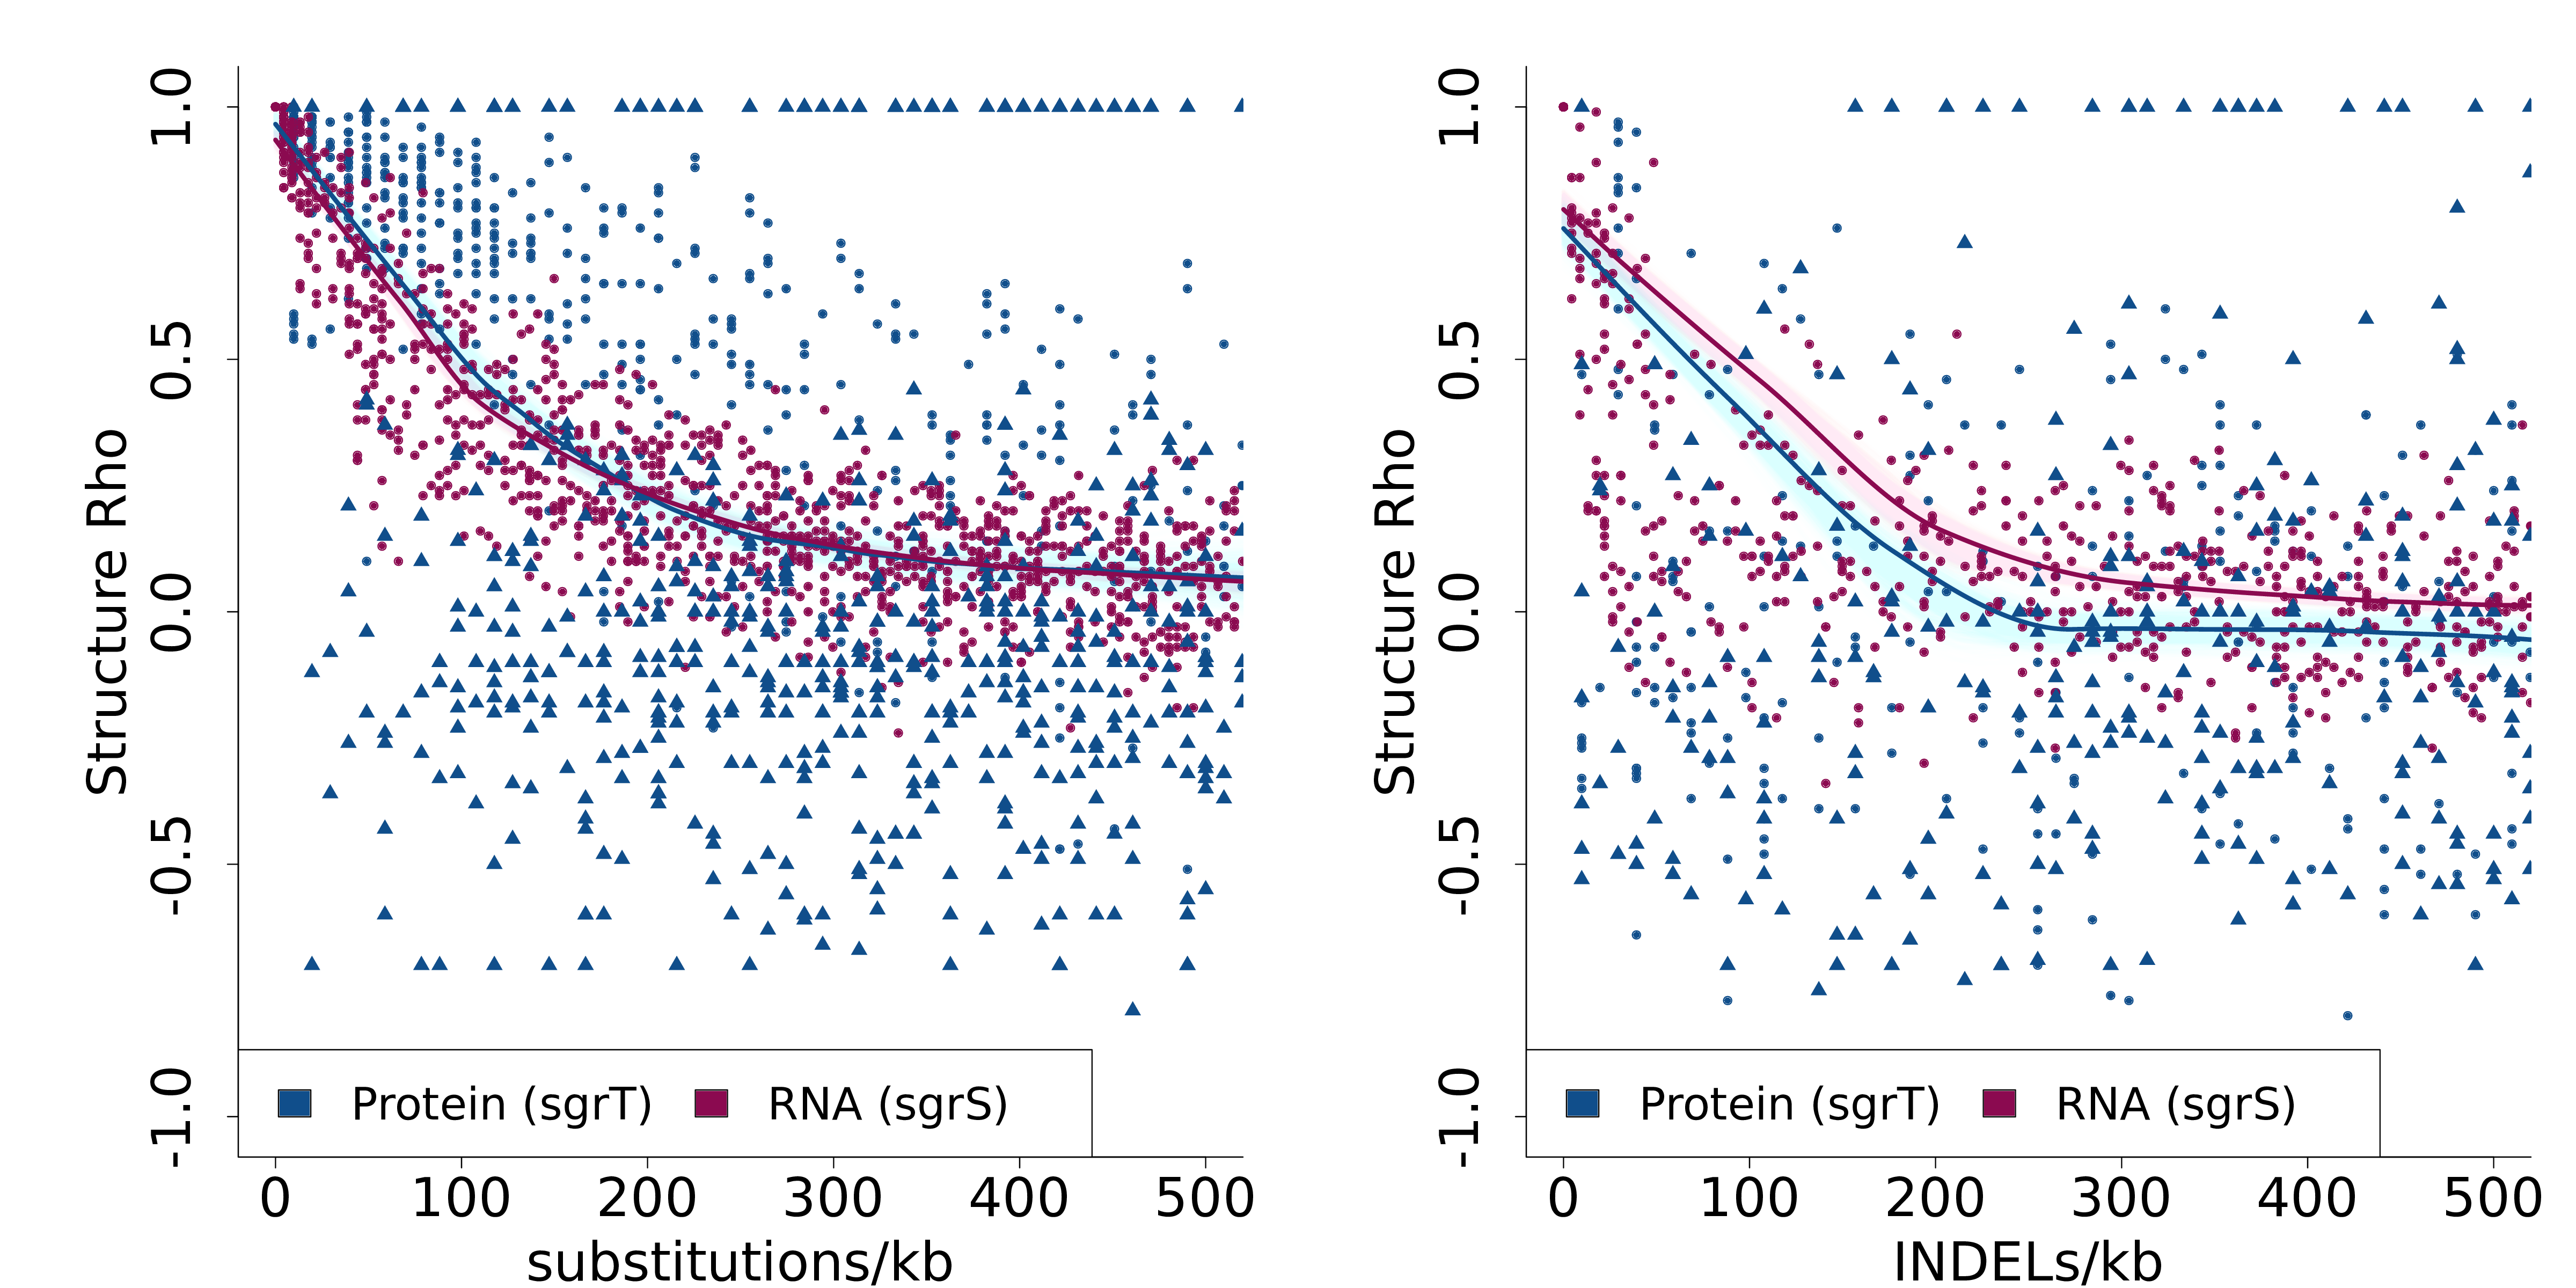 Structure Rho
1.0
0.5
0.0
-0.5
-1.0
Protein (sgrT)
RNA (sgrS)
0 100 200 300 400 500
substitutions/kb
Structure Rho
1.0
0.5
0.0
-0.5
-1.0
Protein (sgrT)
RNA (sgrS)
0 100 200 300 400 500
INDELs/kb